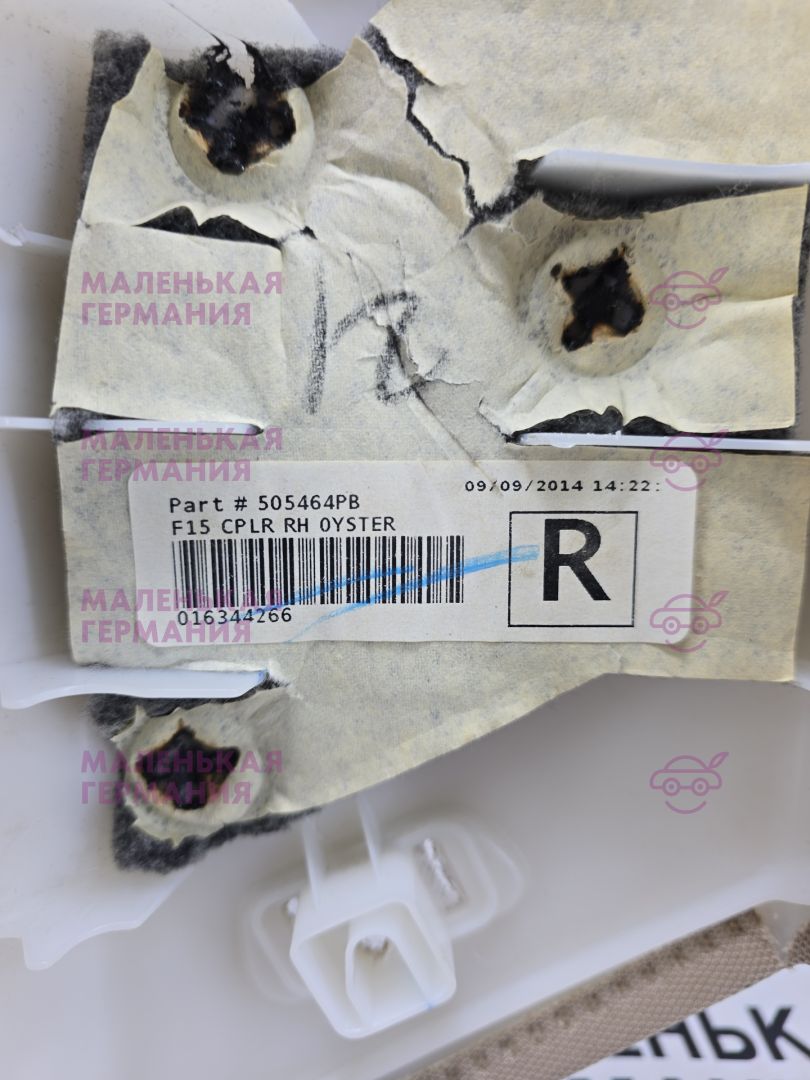 МАЛЕНЬКАЯ
ГЕРМАНИЯ
R
МАЛЕНЬКАЯ
ГЕРМАНИЯ
09/09/2014 14:22:
Part # 505464PB
F15 CPLR RH OYSTER
R
016344266
МАЛЕНЬКАЯ
ГЕРМАНИЯ
МАЛЕНЬКАЯ
ГЕРМАНИЯ
ЕНЬК